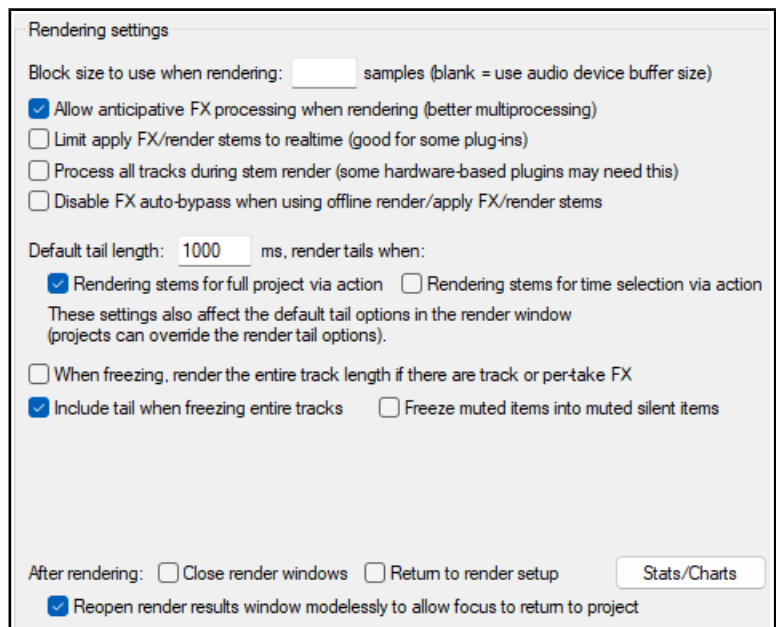 Rendering settings
Block size to use when rendering: samples (blank = use audio device buffer size)
Allow anticipative FX processing when rendering (better multiprocessing)
Limit apply FX/render stems to realtime (good for some plug-ins)
Process all tracks during stem render (some hardware-based plugins may need this)
Disable FX auto-bypass when using offline render/apply FX/render stems
Default tail length: 1000 ms, render tails when:
Rendering stems for full project via action Rendering stems for time selection via action
These settings also affect the default tail options in the render window
(projects can override the render tail options).
When freezing, render the entire track length if there are track or per-take FX
Include tail when freezing entire tracks Freeze muted items into muted silent items
After rendering: Close render windows Return to render setup Stats/Charts
Reopen render results window modelessly to allow focus to return to project